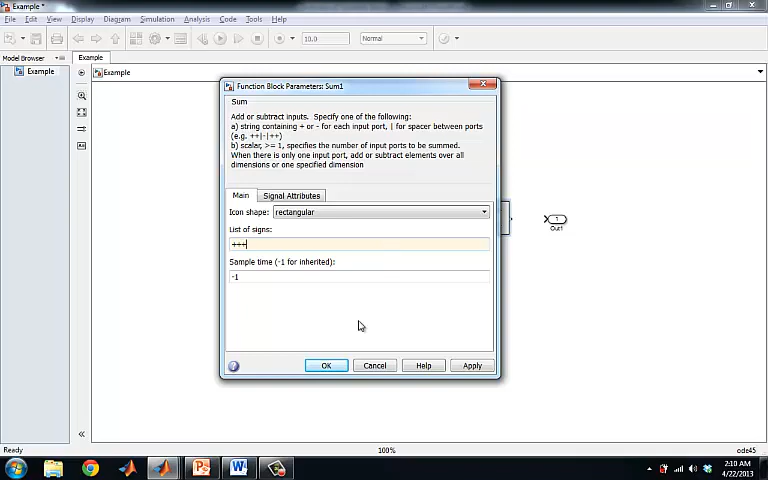 Example *
File Edit View Display Diagram Simulation Analysis Code Tools Help
10.0 Normal
Model Browser Example
Example Example
Function Block Parameters: Sum1
Sum
Add or subtract inputs. Specify one of the following:
a) string containing + or - for each input port, | for spacer between ports
(e.g. ++|-|++)
b) scalar, >= 1, specifies the number of input ports to be summed.
When there is only one input port, add or subtract elements over all
dimensions or one specified dimension
Main Signal Attributes
Icon shape: rectangular
List of signs:
+++
Sample time (-1 for inherited):
-1
OK Cancel Help Apply
1
Out1
Ready 100% ode45
2:10 AM
4/22/2013